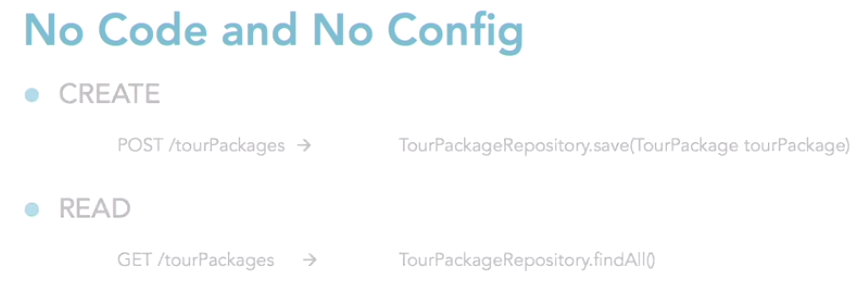 No Code and No Config
CREATE
POST /tourPackages → TourPackageRepository.save(TourPackage tourPackage)
READ
GET /tourPackages → TourPackageRepository.findAll()